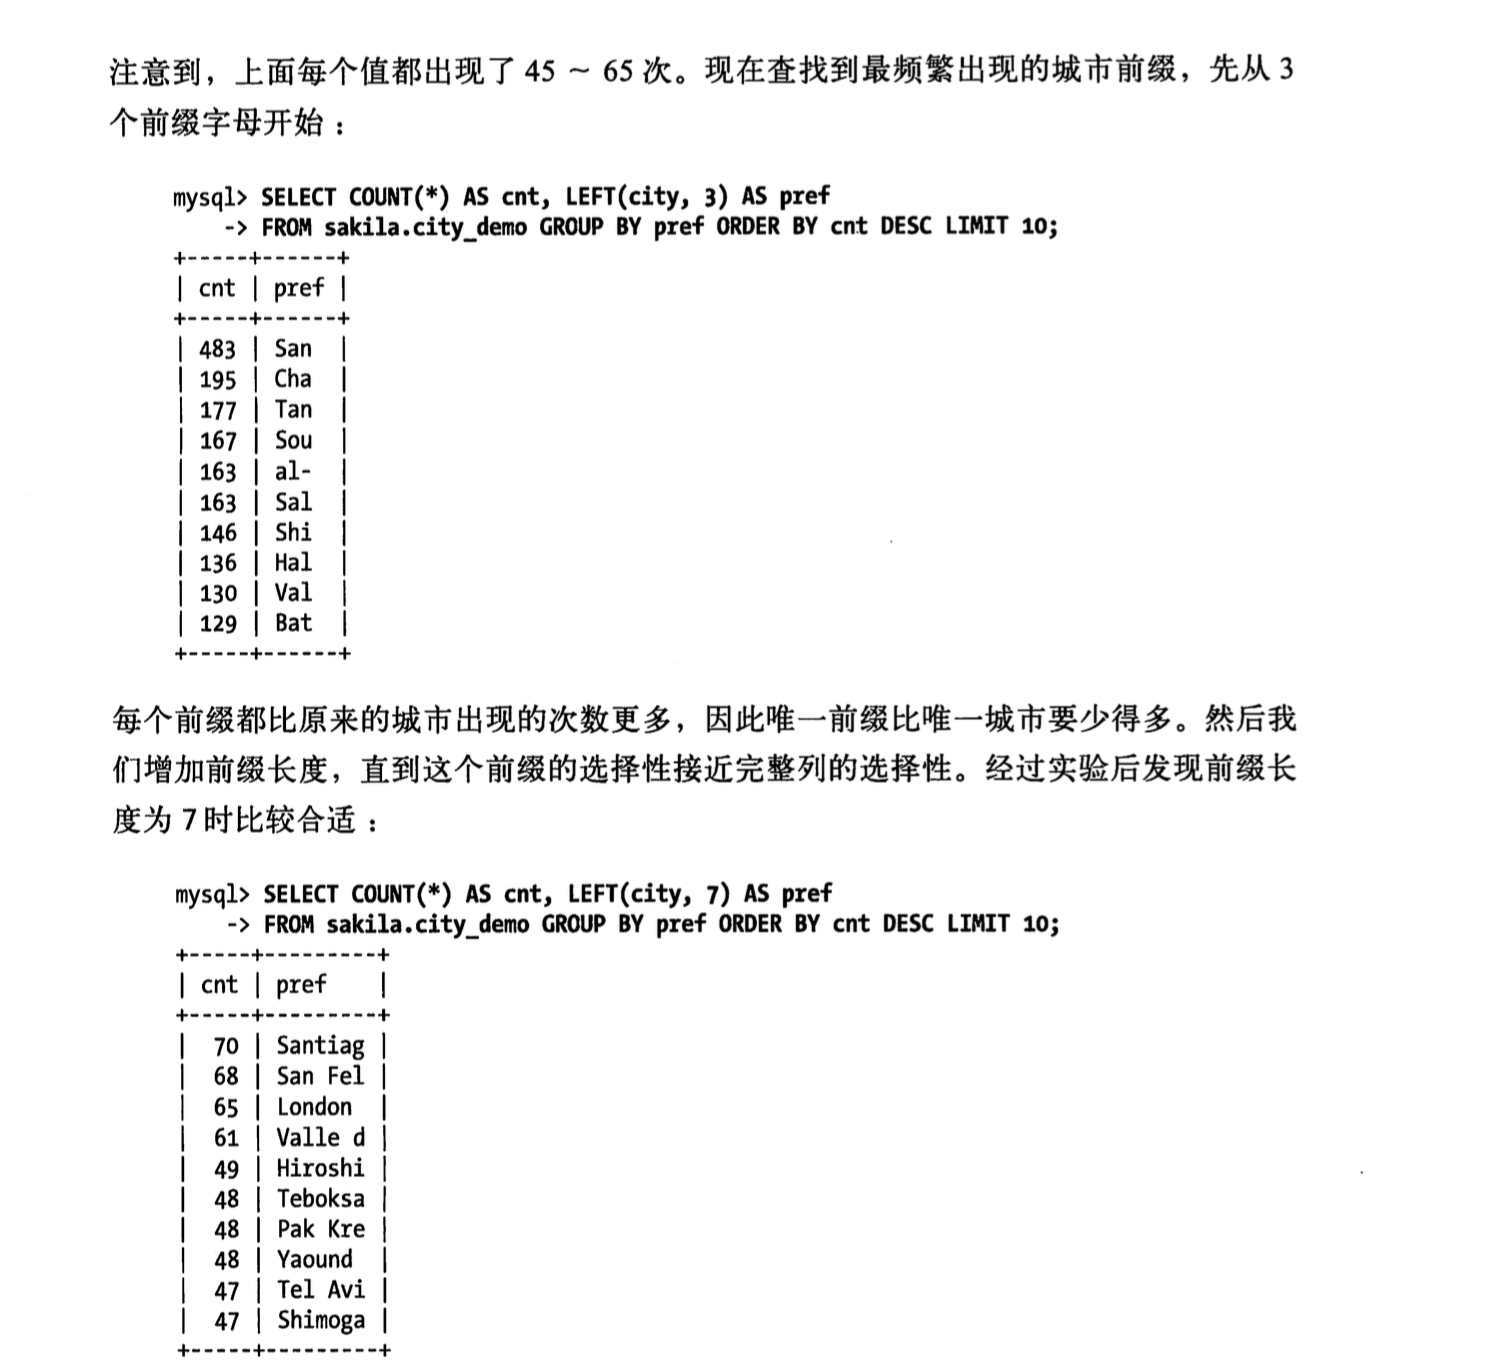 注意到，上面每个值都出现了 45 ~ 65 次。现在查找到最频繁出现的城市前缀，先从 3
个前缀字母开始：
mysql> SELECT COUNT(*) AS cnt, LEFT(city, 3) AS pref
    -> FROM sakila.city_demo GROUP BY pref ORDER BY cnt DESC LIMIT 10;
+-----+------+
| cnt | pref |
+-----+------+
| 483 | San  |
| 195 | Cha  |
| 177 | Tan  |
| 167 | Sou  |
| 163 | al-  |
| 163 | Sal  |
| 146 | Shi  |
| 136 | Hal  |
| 130 | Val  |
| 129 | Bat  |
+-----+------+
每个前缀都比原来的城市出现的次数更多，因此唯一前缀比唯一城市要少得多。然后我
们增加前缀长度，直到这个前缀的选择性接近完整列的选择性。经过实验后发现前缀长
度为 7 时比较合适：
mysql> SELECT COUNT(*) AS cnt, LEFT(city, 7) AS pref
    -> FROM sakila.city_demo GROUP BY pref ORDER BY cnt DESC LIMIT 10;
+-----+---------+
| cnt | pref    |
+-----+---------+
|  70 | Santiag |
|  68 | San Fel |
|  65 | London  |
|  61 | Valle d |
|  49 | Hiroshi |
|  48 | Teboksa |
|  48 | Pak Kre |
|  48 | Yaound  |
|  47 | Tel Avi |
|  47 | Shimoga |
+-----+---------+